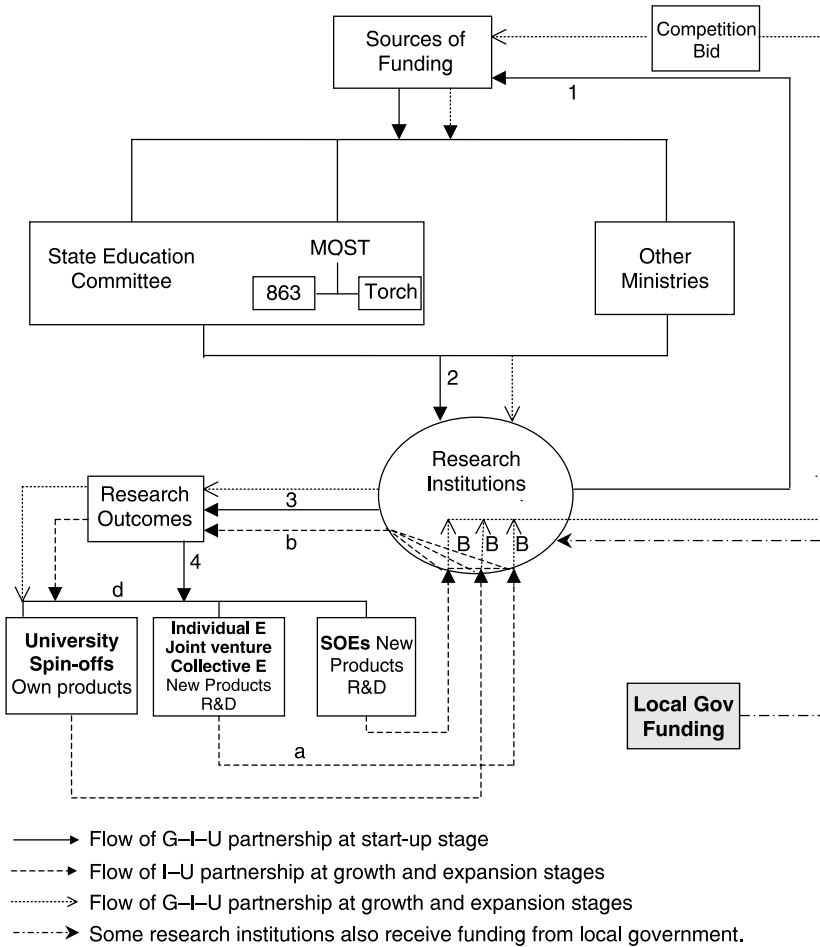 Sources of
Funding
Competition
Bid
1
State Education
Committee
MOST
863
Torch
Other
Ministries
2
Research
Institutions
Research
Outcomes
3
b
4
B
B
B
d
University
Spin-offs
Own products
Individual E
Joint venture
Collective E
New Products
R&D
SOEs New
Products
R&D
a
Local Gov
Funding
Flow of G–I–U partnership at start-up stage
Flow of I–U partnership at growth and expansion stages
Flow of G–I–U partnership at growth and expansion stages
Some research institutions also receive funding from local government.